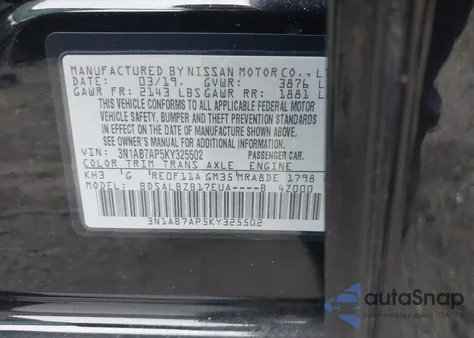 MANUFACTURED BY NISSAN MOTOR CO., LT
DATE: 03/19. GVWR: 3876 L
GAWR FR: 2143 LBS GAWR RR: 1881 L
THIS VEHICLE CONFORMS TO ALL APPLICABLE FEDERAL MOTOR
VEHICLE SAFETY, BUMPER, AND THEFT PREVENTION STANDARDS
IN EFFECT ON THE DATE OF MANUFACTURE SHOWN ABOVE.
SEE OWNER'S MANUAL FOR ADDITIONAL INFORMATION.
VIN: 3N1AB7AP5KY325502 PASSENGER CAR.
COLOR TRIM TRANS AXLE ENGINE
KH3 G RE0F11A GM35 MRA8DE 1798
MODEL: BDSALBZB17EUA----B 4Z000
3N1AB7AP5KY325502
autoSnap